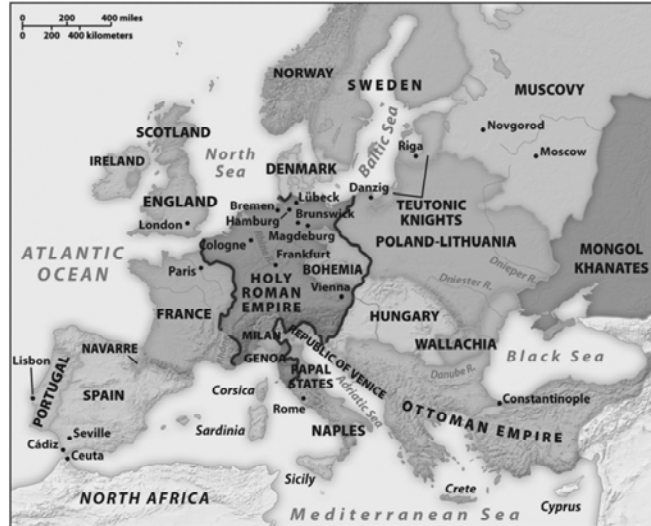 0 200 400 miles
0 200 400 kilometers
NORWAY
SWEDEN
MUSCOVY
Novgorod
Moscow
SCOTLAND
North
Sea
Baltic Sea
Riga
IRELAND
DENMARK
ENGLAND
London
Lübeck
Bremen
Hamburg
Brunswick
Magdeburg
Danzig
TEUTONIC
KNIGHTS
POLAND-LITHUANIA
MONGOL
KHANATES
ATLANTIC
OCEAN
Cologne
Frankfurt
Paris
HOLY
ROMAN
EMPIRE
BOHEMIA
Vienna
Dniester R.
Dnieper R.
FRANCE
HUNGARY
WALLACHIA
MILAN
GENOA
REPUBLIC OF VENICE
Black Sea
NAVARRE
Lisbon
PORTUGAL
SPAIN
Corsica
PAPAL
STATES
Adriatic Sea
Danube R.
Constantinople
OTTOMAN EMPIRE
Rome
Sardinia
NAPLES
Seville
Cádiz
Ceuta
Sicily
Crete
Cyprus
NORTH AFRICA
Mediterranean Sea